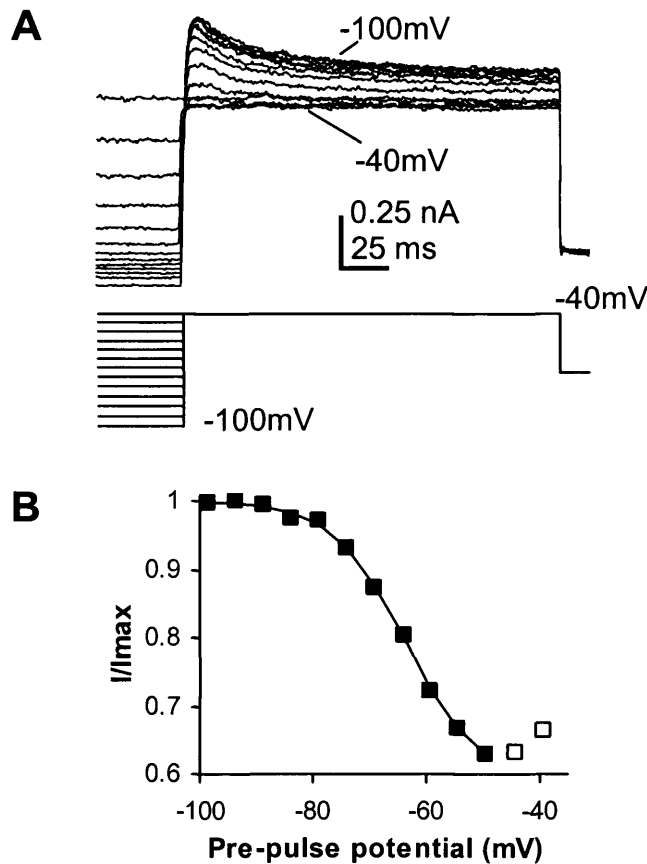 A
-100mV
-40mV
0.25 nA
25 ms
-40mV
-100mV
B
1
0.9
0.8
0.7
0.6
I/Imax
-100
-80
-60
-40
Pre-pulse potential (mV)